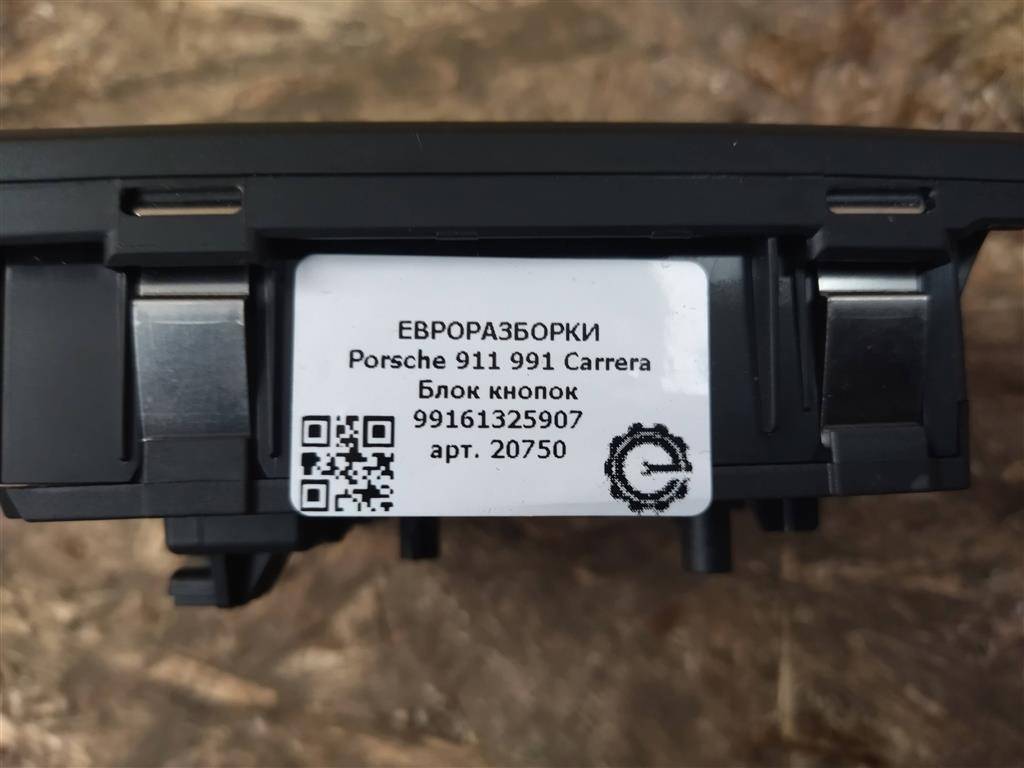 ЕВРОРАЗБОРКИ
Porsche 911 991 Carrera
Блок кнопок
99161325907
арт. 20750